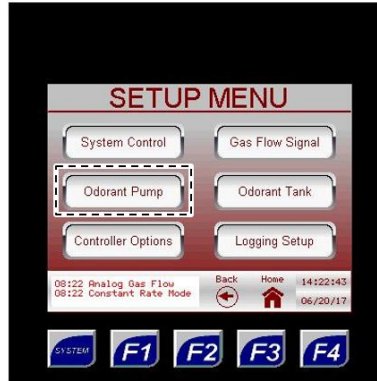 SETUP MENU
System Control
Gas Flow Signal
Odorant Pump
Odorant Tank
Controller Options
Logging Setup
08:22 Analog Gas Flow
08:22 Constant Rate Mode
Back
Home
14:22:43
06/20/17
SYSTEM
F1
F2
F3
F4